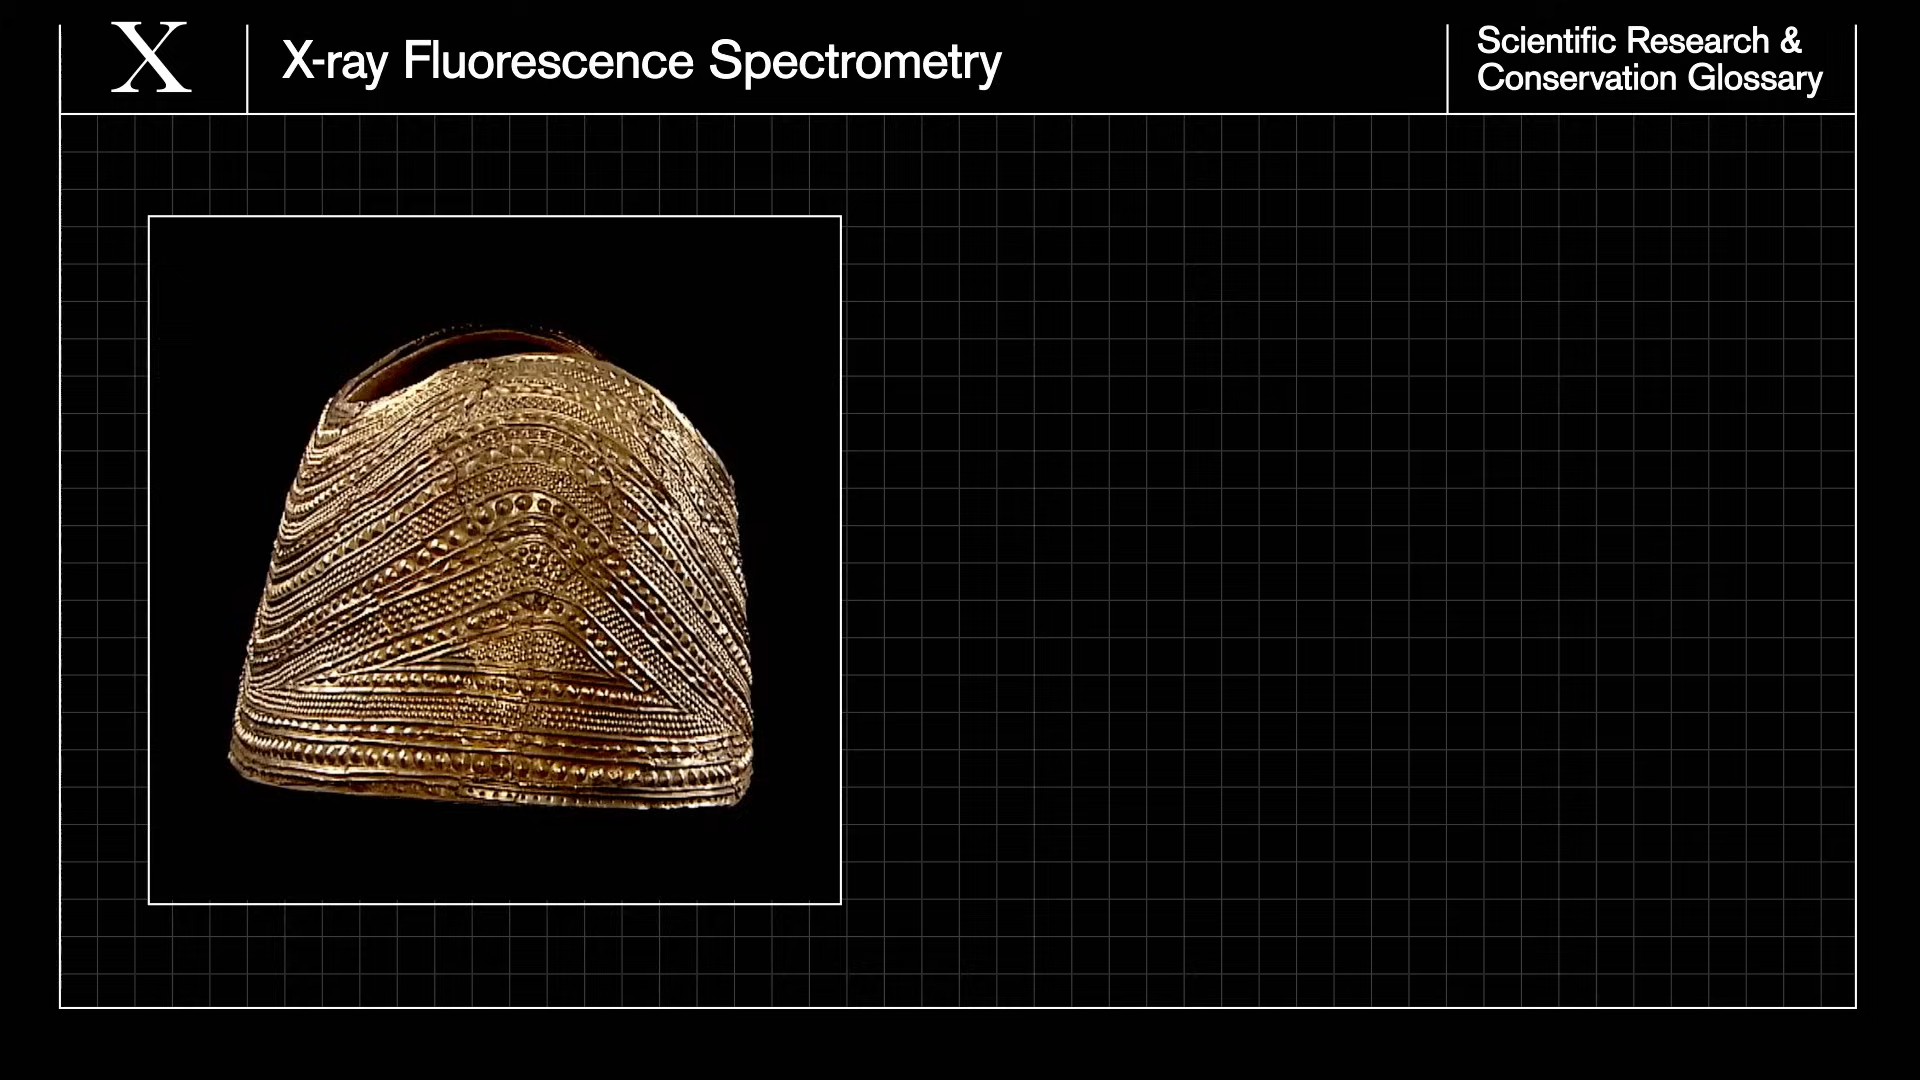 X
X-ray Fluorescence Spectrometry
Scientific Research &
Conservation Glossary